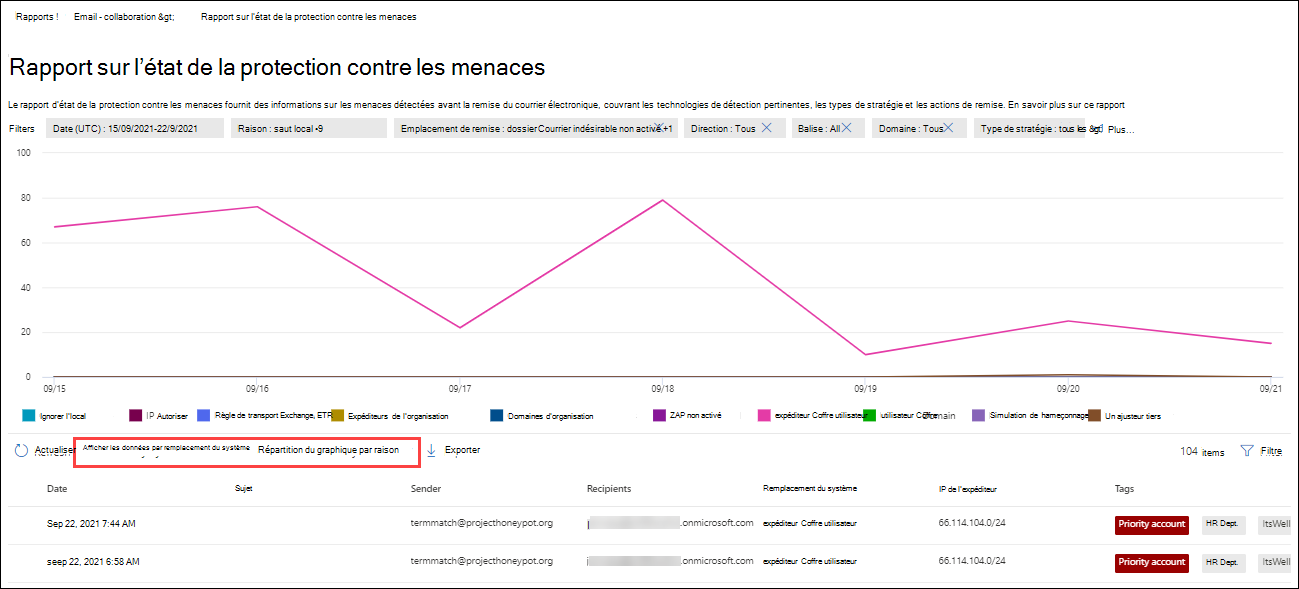 Rapports ! Email - collaboration &gt; Rapport sur l'état de la protection contre les menaces
Rapport sur l'état de la protection contre les menaces
Le rapport d'état de la protection contre les menaces fournit des informations sur les menaces détectées avant la remise du courrier électronique, couvrant les technologies de détection pertinentes, les types de stratégie et les actions de remise. En savoir plus sur ce rapport
Filters Date (UTC) : 15/09/2021-22/9/2021 Raison : saut local •9 Emplacement de remise : dossier Courrier indésirable non activé.+1 Direction : Tous Balise : All Domaine : Tous Type de stratégie : tous les &gt; Plus...
100
80
60
40
20
0
09/15 09/16 09/17 09/18 09/19 09/20 09/21
Ignorer l'local IP Autoriser Règle de transport Exchange, ETR Expéditeurs de l'organisation Domaines d'organisation ZAP non activé expéditeur Coffre utilisateur utilisateur Coffre Domain Simulation de hameçonnage Un ajusteur tiers
Actualiser Afficher les données par remplacement du système Répartition du graphique par raison Exporter 104 items Filtre
Date Sujet Sender Recipients Remplacement du système IP de l'expéditeur Tags
Sep 22, 2021 7:44 AM termmatch@projecthoneypot.org .onmicrosoft.com expéditeur Coffre utilisateur 66.114.104.0/24 Priority account HR Dept. ItsWell
seep 22, 2021 6:58 AM termmatch@projecthoneypot.org .onmicrosoft.com expéditeur Coffre utilisateur 66.114.104.0/24 Priority account HR Dept. ItsWell